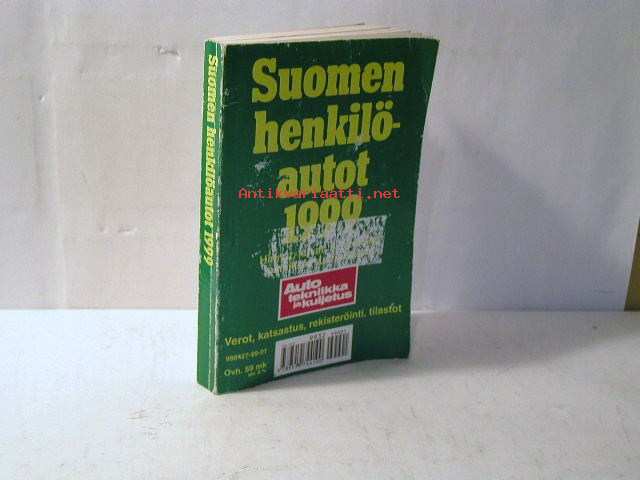 Suomen henkilöautot 1999
Suomen
henkilö-
autot
1999
Antikvariaatti.net
Auto
tekniikka
ja kuljetus
Verot, katsastus, rekisteröinti, tilastot
Ovh. 59 mk